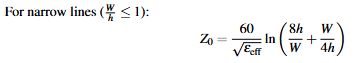 For narrow lines (W/h ≤ 1):
Z₀ = 60/√ε_eff ln (8h/W + W/4h)